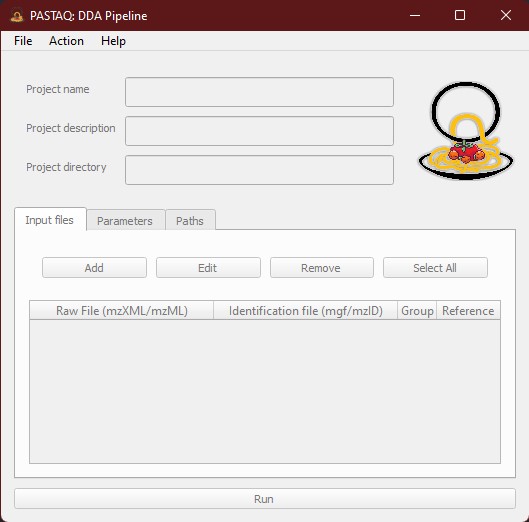 PASTAQ: DDA Pipeline
File Action Help
Project name
Project description
Project directory
Input files Parameters Paths
Add Edit Remove Select All
Raw File (mzXML/mzML) Identification file (mgf/mzID) Group Reference
Run